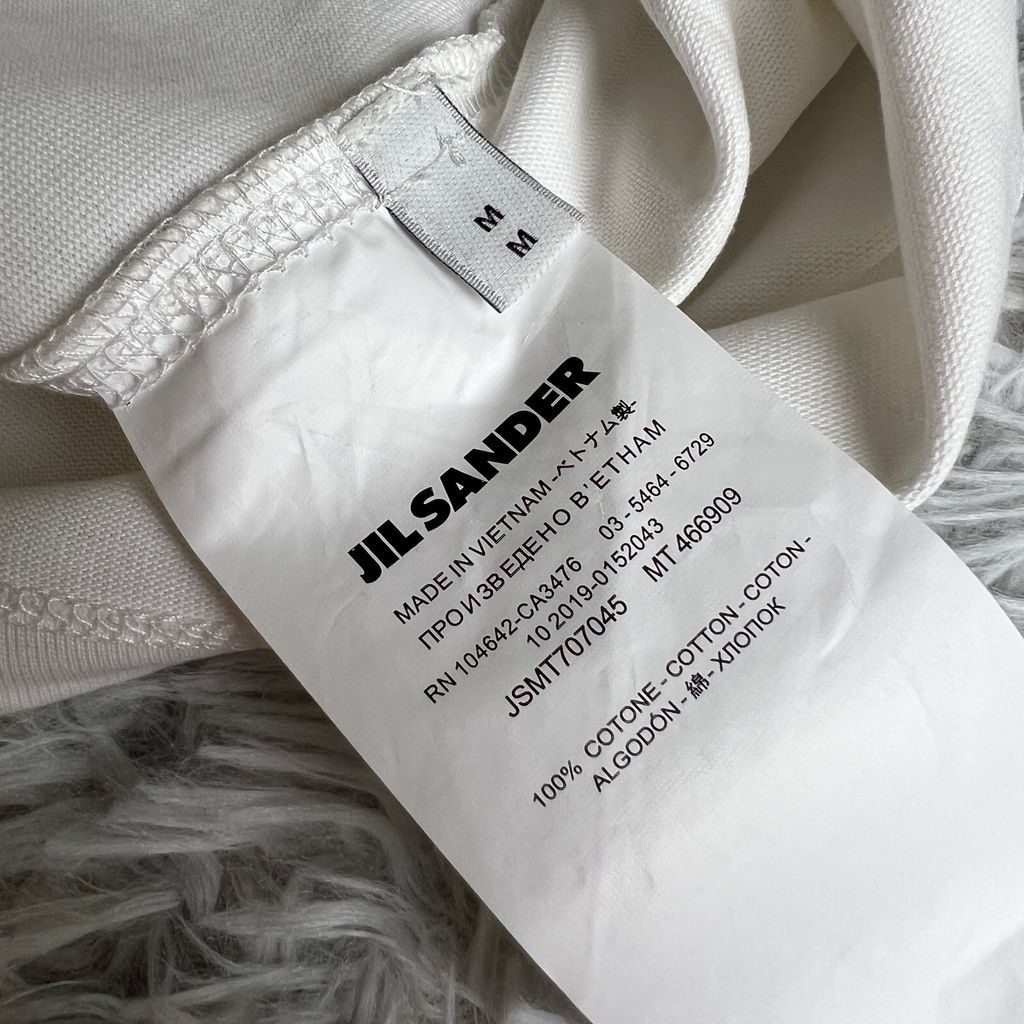 M
M
JIL SANDER
MADE IN VIETNAM -ベトナム製-
ПРОИЗВЕДЕНО В'ЕТНАМ
RN 104642-CA3476 03-5464-6729
10 2019-0152043
JSMT707045 MT 466909
100% COTONE - COTTON - COTON -
ALGODÓN - 綿 - ХЛОПОК